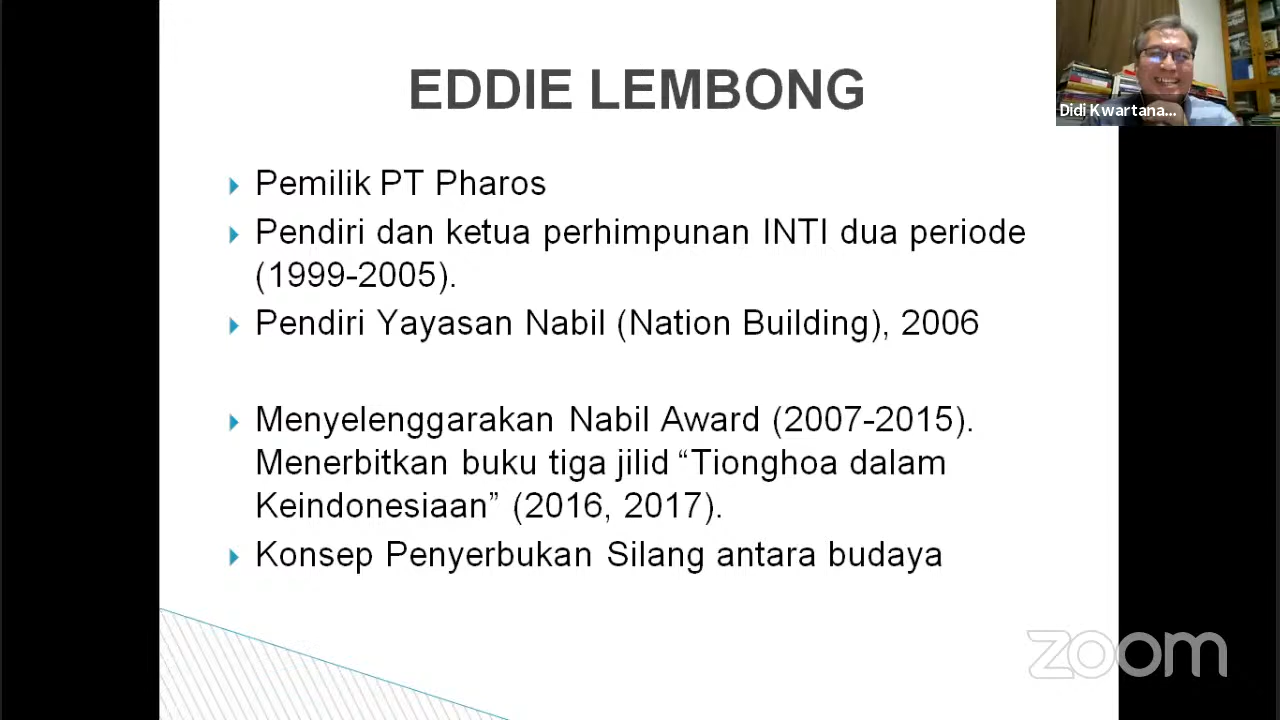 EDDIE LEMBONG
Didi Kwartana...
Pemilik PT Pharos
Pendiri dan ketua perhimpunan INTI dua periode
(1999-2005).
Pendiri Yayasan Nabil (Nation Building), 2006
Menyelenggarakan Nabil Award (2007-2015).
Menerbitkan buku tiga jilid “Tionghoa dalam
Keindonesiaan” (2016, 2017).
Konsep Penyerbukan Silang antara budaya
zoom